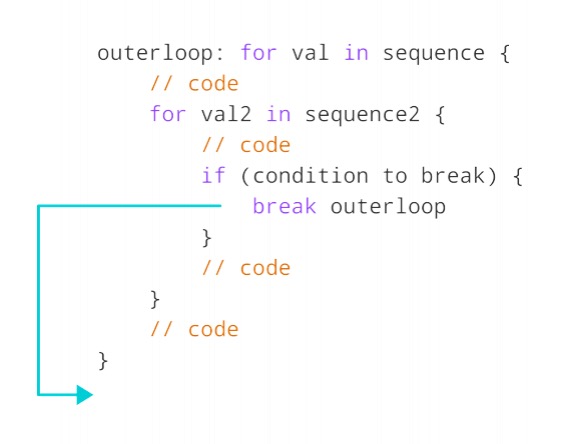 outerloop: for val in sequence {
    // code
    for val2 in sequence2 {
        // code
        if (condition to break) {
            break outerloop
        }
        // code
    }
    // code
}